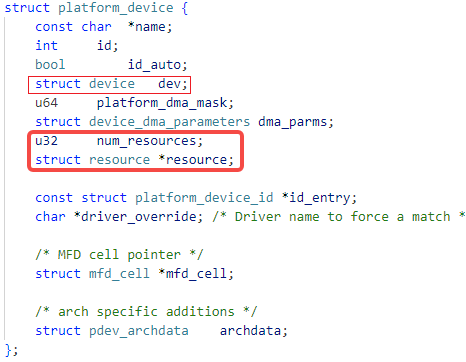 struct platform_device {
const char *name;
int id;
bool id_auto;
struct device dev;
u64 platform_dma_mask;
struct device_dma_parameters dma_parms;
u32 num_resources;
struct resource *resource;
const struct platform_device_id *id_entry;
char *driver_override; /* Driver name to force a match *
/* MFD cell pointer */
struct mfd_cell *mfd_cell;
/* arch specific additions */
struct pdev_archdata archdata;
};